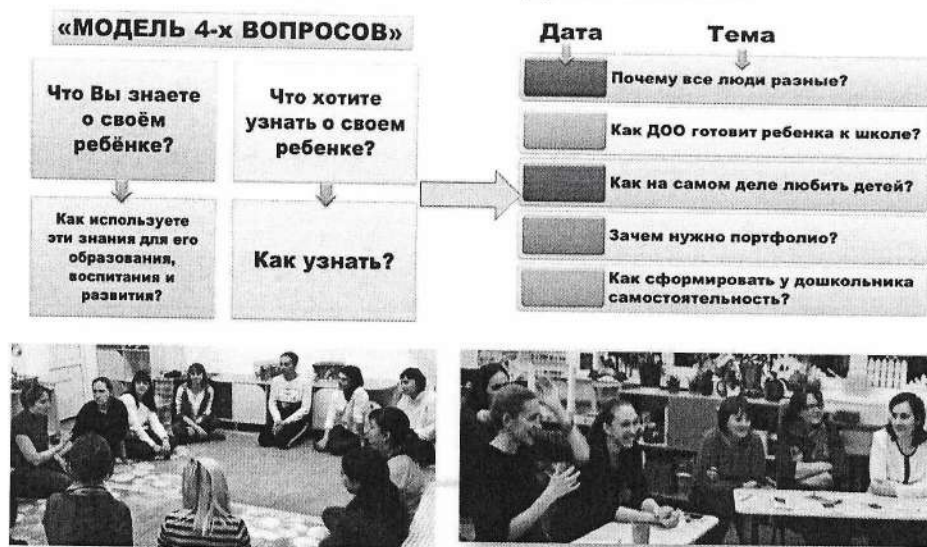 «МОДЕЛЬ 4-х ВОПРОСОВ»
Что Вы знаете
о своём
ребёнке?
Что хотите
узнать о своем
ребенке?
Как используете
эти знания для его
образования,
воспитания и
развития?
Как узнать?
Дата
Тема
Почему все люди разные?
Как ДОО готовит ребенка к школе?
Как на самом деле любить детей?
Зачем нужно портфолио?
Как сформировать у дошкольника
самостоятельность?